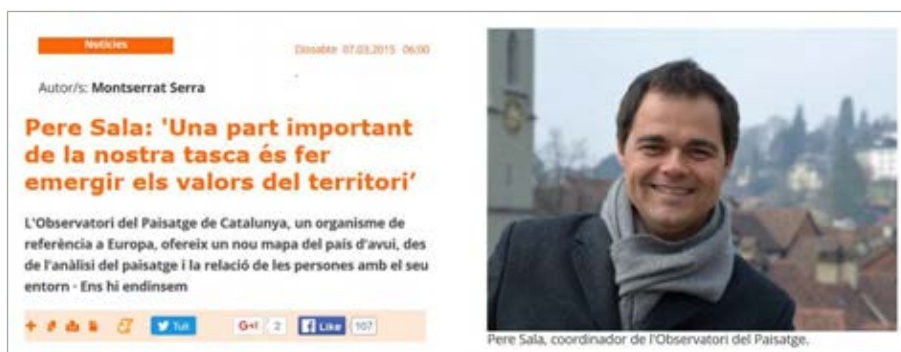 Notícies
Dissabte 07.03.2015 06:00
Autor/s: Montserrat Serra
Pere Sala: 'Una part important
de la nostra tasca és fer
emergir els valors del territori’
L'Observatori del Paisatge de Catalunya, un organisme de
referència a Europa, ofereix un nou mapa del país d'avui, des
de l'anàlisi del paisatge i la relació de les persones amb el seu
entorn · Ens hi endinsem
Tuit
G+1 2
Like 107
Pere Sala, coordinador de l'Observatori del Paisatge.